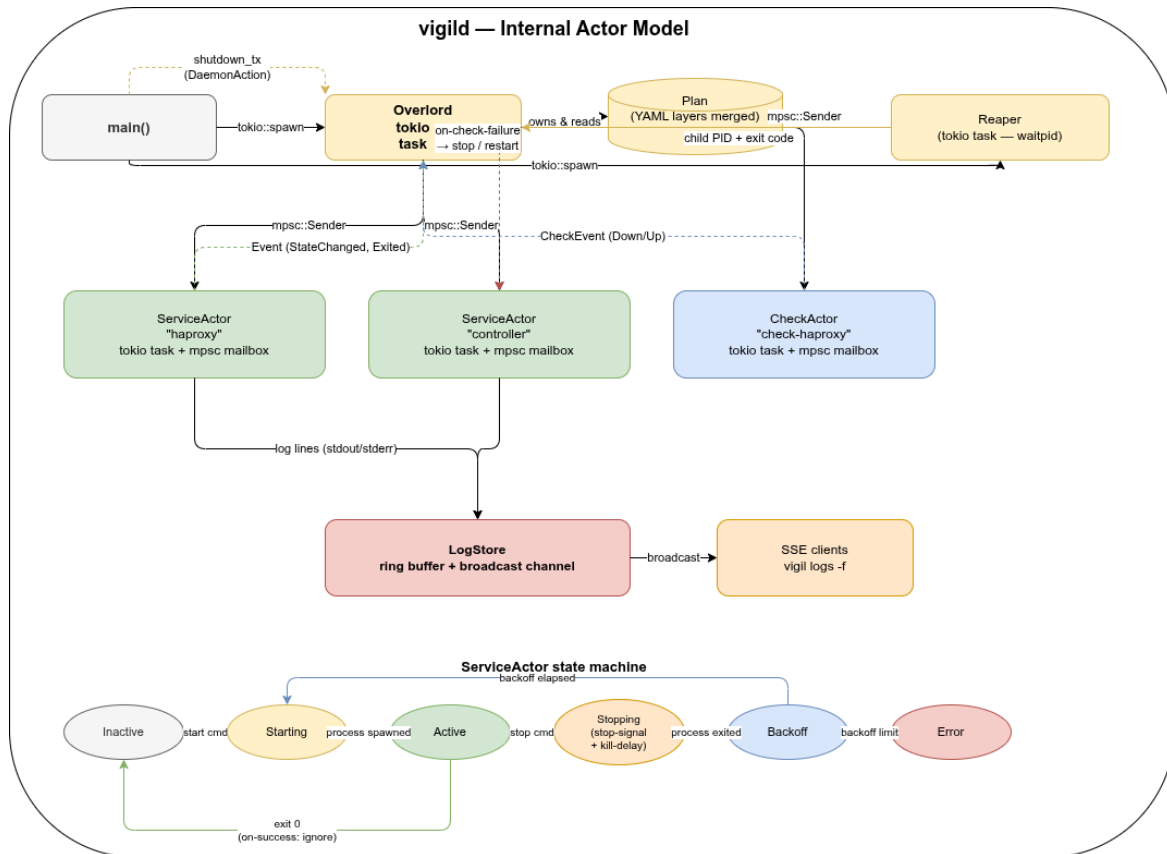 vigild — Internal Actor Model
shutdown_tx
(DaemonAction)
main()
tokio::spawn
Overlord
tokio
task
on-check-failure
→ stop / restart
owns & reads
Plan
(YAML layers merged)
mpsc::Sender
child PID + exit code
Reaper
(tokio task — waitpid)
tokio::spawn
mpsc::Sender
mpsc::Sender
Event (StateChanged, Exited)
CheckEvent (Down/Up)
ServiceActor
"haproxy"
tokio task + mpsc mailbox
ServiceActor
"controller"
tokio task + mpsc mailbox
CheckActor
"check-haproxy"
tokio task + mpsc mailbox
log lines (stdout/stderr)
LogStore
ring buffer + broadcast channel
broadcast
SSE clients
vigil logs -f
ServiceActor state machine
backoff elapsed
Inactive
start cmd
Starting
process spawned
Active
stop cmd
Stopping
(stop-signal
+ kill-delay)
process exited
Backoff
backoff limit
Error
exit 0
(on-success: ignore)